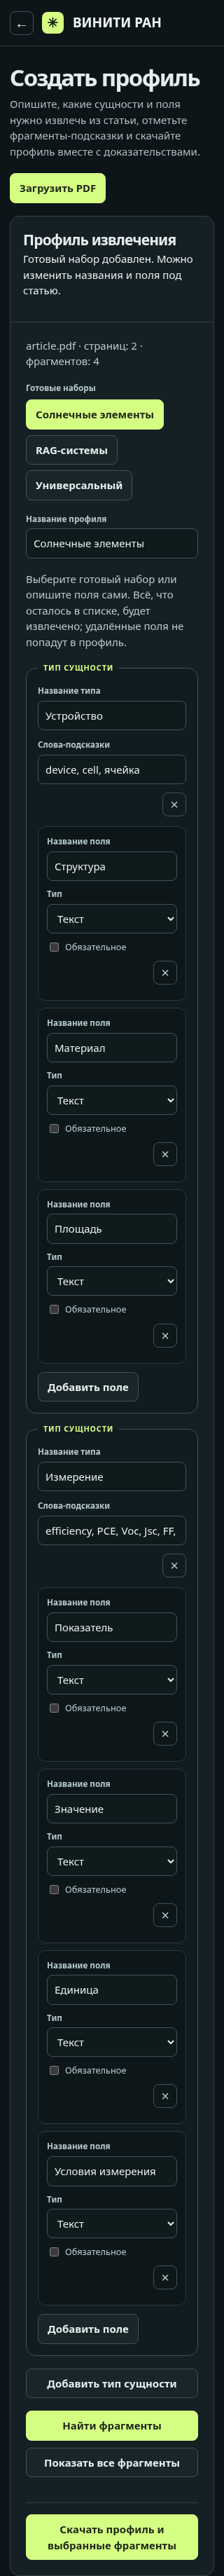 ← ✳ ВИНИТИ РАН
Создать профиль
Опишите, какие сущности и поля
нужно извлечь из статьи, отметьте
фрагменты-подсказки и скачайте
профиль вместе с доказательствами.
Загрузить PDF
Профиль извлечения
Готовый набор добавлен. Можно
изменить названия и поля под
статью.
article.pdf · страниц: 2 ·
фрагментов: 4
Готовые наборы
Солнечные элементы
RAG-системы
Универсальный
Название профиля
Солнечные элементы
Выберите готовый набор или
опишите поля сами. Всё, что
осталось в списке, будет
извлечено; удалённые поля не
попадут в профиль.
ТИП СУЩНОСТИ
Название типа
Устройство
Слова-подсказки
device, cell, ячейка
×
Название поля
Структура
Тип
Текст
Обязательное
×
Название поля
Материал
Тип
Текст
Обязательное
×
Название поля
Площадь
Тип
Текст
Обязательное
×
Добавить поле
ТИП СУЩНОСТИ
Название типа
Измерение
Слова-подсказки
efficiency, PCE, Voc, Jsc, FF,
×
Название поля
Показатель
Тип
Текст
Обязательное
×
Название поля
Значение
Тип
Текст
Обязательное
×
Название поля
Единица
Тип
Текст
Обязательное
×
Название поля
Условия измерения
Тип
Текст
Обязательное
×
Добавить поле
Добавить тип сущности
Найти фрагменты
Показать все фрагменты
Скачать профиль и
выбранные фрагменты